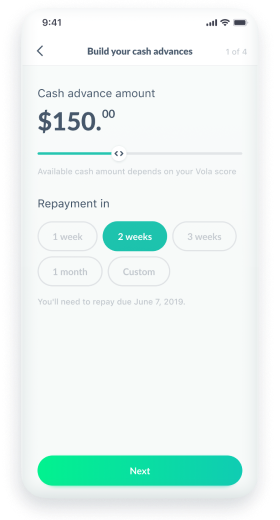 9:41
Build your cash advances 1 of 4
Cash advance amount
$150.00
Available cash amount depends on your Vola score
Repayment in
1 week 2 weeks 3 weeks
1 month Custom
You'll need to repay due June 7, 2019.
Next